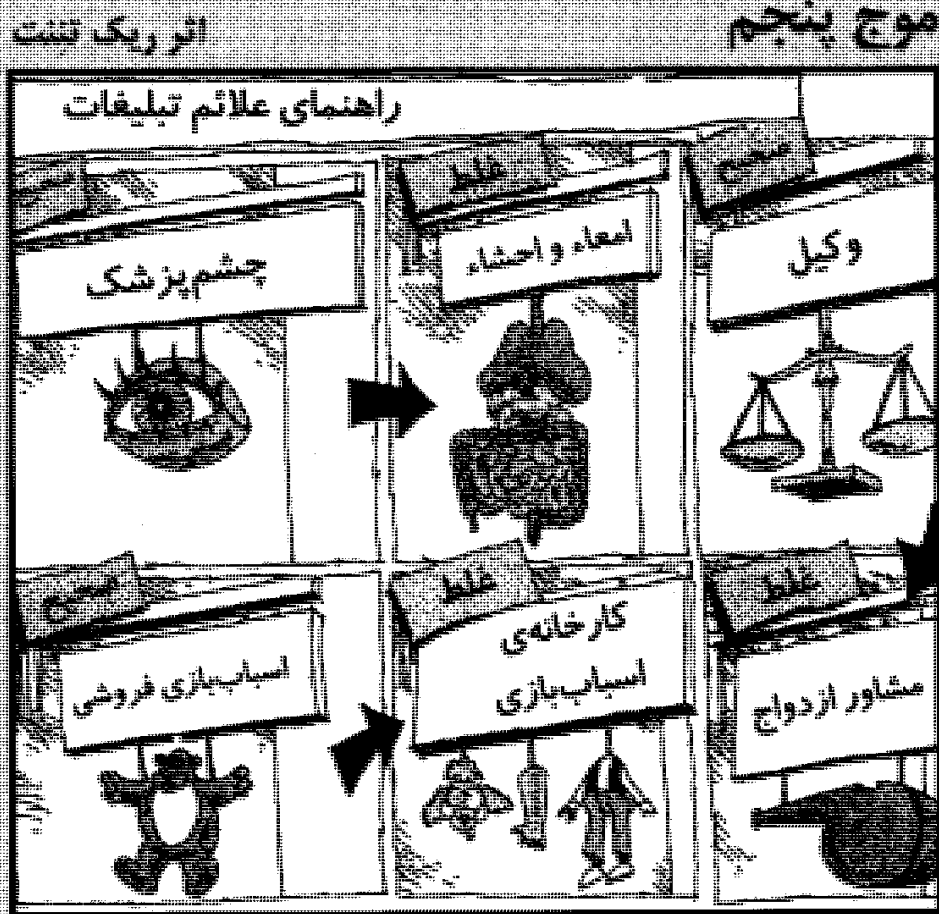 موج پنجم
اثر ریک تننت
راهنمای علائم تبلیغات
صحیح
وکیل
غلط
امعاء و احشاء
صحیح
چشم‌پزشک
غلط
مشاور ازدواج
غلط
کارخانه‌ی
اسباب‌بازی
صحیح
اسباب‌بازی فروشی